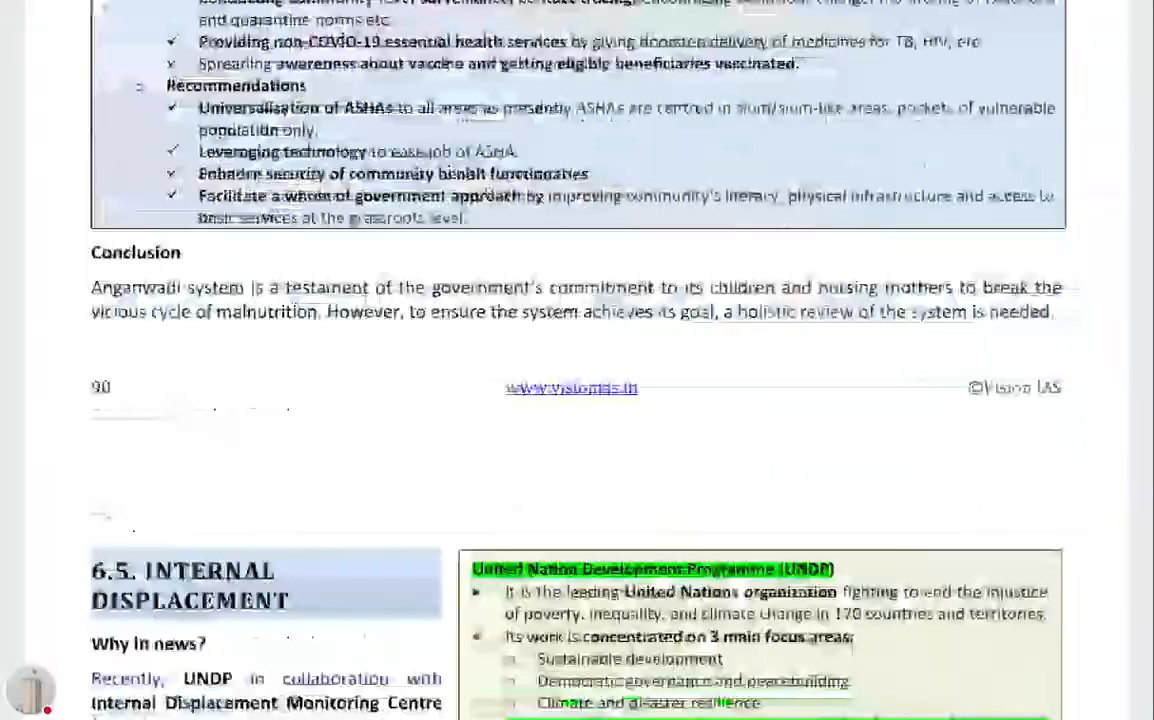 and quarantine norms etc.
✓ Providing non-COVID-19 essential health services by giving doorstep delivery of medicines for TB, HIV, etc
✓ Spreading awareness about vaccine and getting eligible beneficiaries vaccinated.
o Recommendations
✓ Universalisation of ASHAs to all areas as presently ASHAs are centred in slum/slum-like areas, pockets of vulnerable
population only.
✓ Leveraging technology to ease job of ASHA.
✓ Enhance security of community health functionaries
✓ Facilitate a whole of government approach by improving community's literacy, physical infrastructure and access to
basic services at the grassroots level.
Conclusion
Anganwadi system is a testament of the government's commitment to its children and nursing mothers to break the
vicious cycle of malnutrition. However, to ensure the system achieves its goal, a holistic review of the system is needed.
90 www.visionias.in ©Vision IAS
6.5. INTERNAL
DISPLACEMENT
Why in news?
Recently, UNDP in collaboration with
Internal Displacement Monitoring Centre
United Nation Development Programme (UNDP)
• It is the leading United Nations organization fighting to end the injustice
of poverty, inequality, and climate change in 170 countries and territories.
• Its work is concentrated on 3 main focus areas:
o Sustainable development
o Democratic governance and peacebuilding
o Climate and disaster resilience